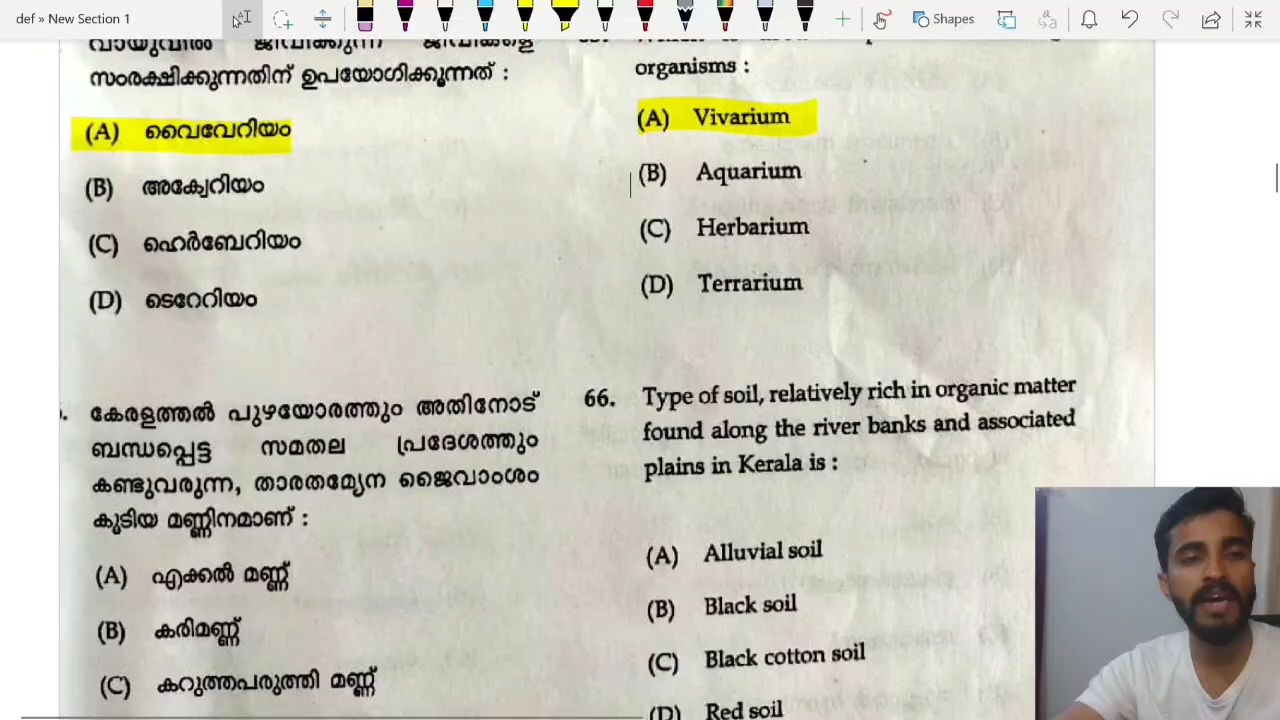 def » New Section 1
Shapes
സംരക്ഷിക്കുന്നതിന് ഉപയോഗിക്കൂന്നത് :
(A) വൈവേറിയം
(B) അക്വേറിയം
(C) ഹെർബേറിയം
(D) ടെറേറിയം
organisms :
(A) Vivarium
(B) Aquarium
(C) Herbarium
(D) Terrarium
കേരളത്തൽ പുഴയോരത്തും അതിനോട്
ബന്ധപ്പെട്ട സമതല പ്രദേശത്തും
കണ്ടുവരുന്ന, താരതമ്യേന ജൈവാംശം
കൂടിയ മണ്ണിനമാണ് :
(A) എക്കൽ മണ്ണ്
(B) കരിമണ്ണ്
(C) കറുത്തപരുത്തി മണ്ണ്
66. Type of soil, relatively rich in organic matter
found along the river banks and associated
plains in Kerala is :
(A) Alluvial soil
(B) Black soil
(C) Black cotton soil
(D) Red soil